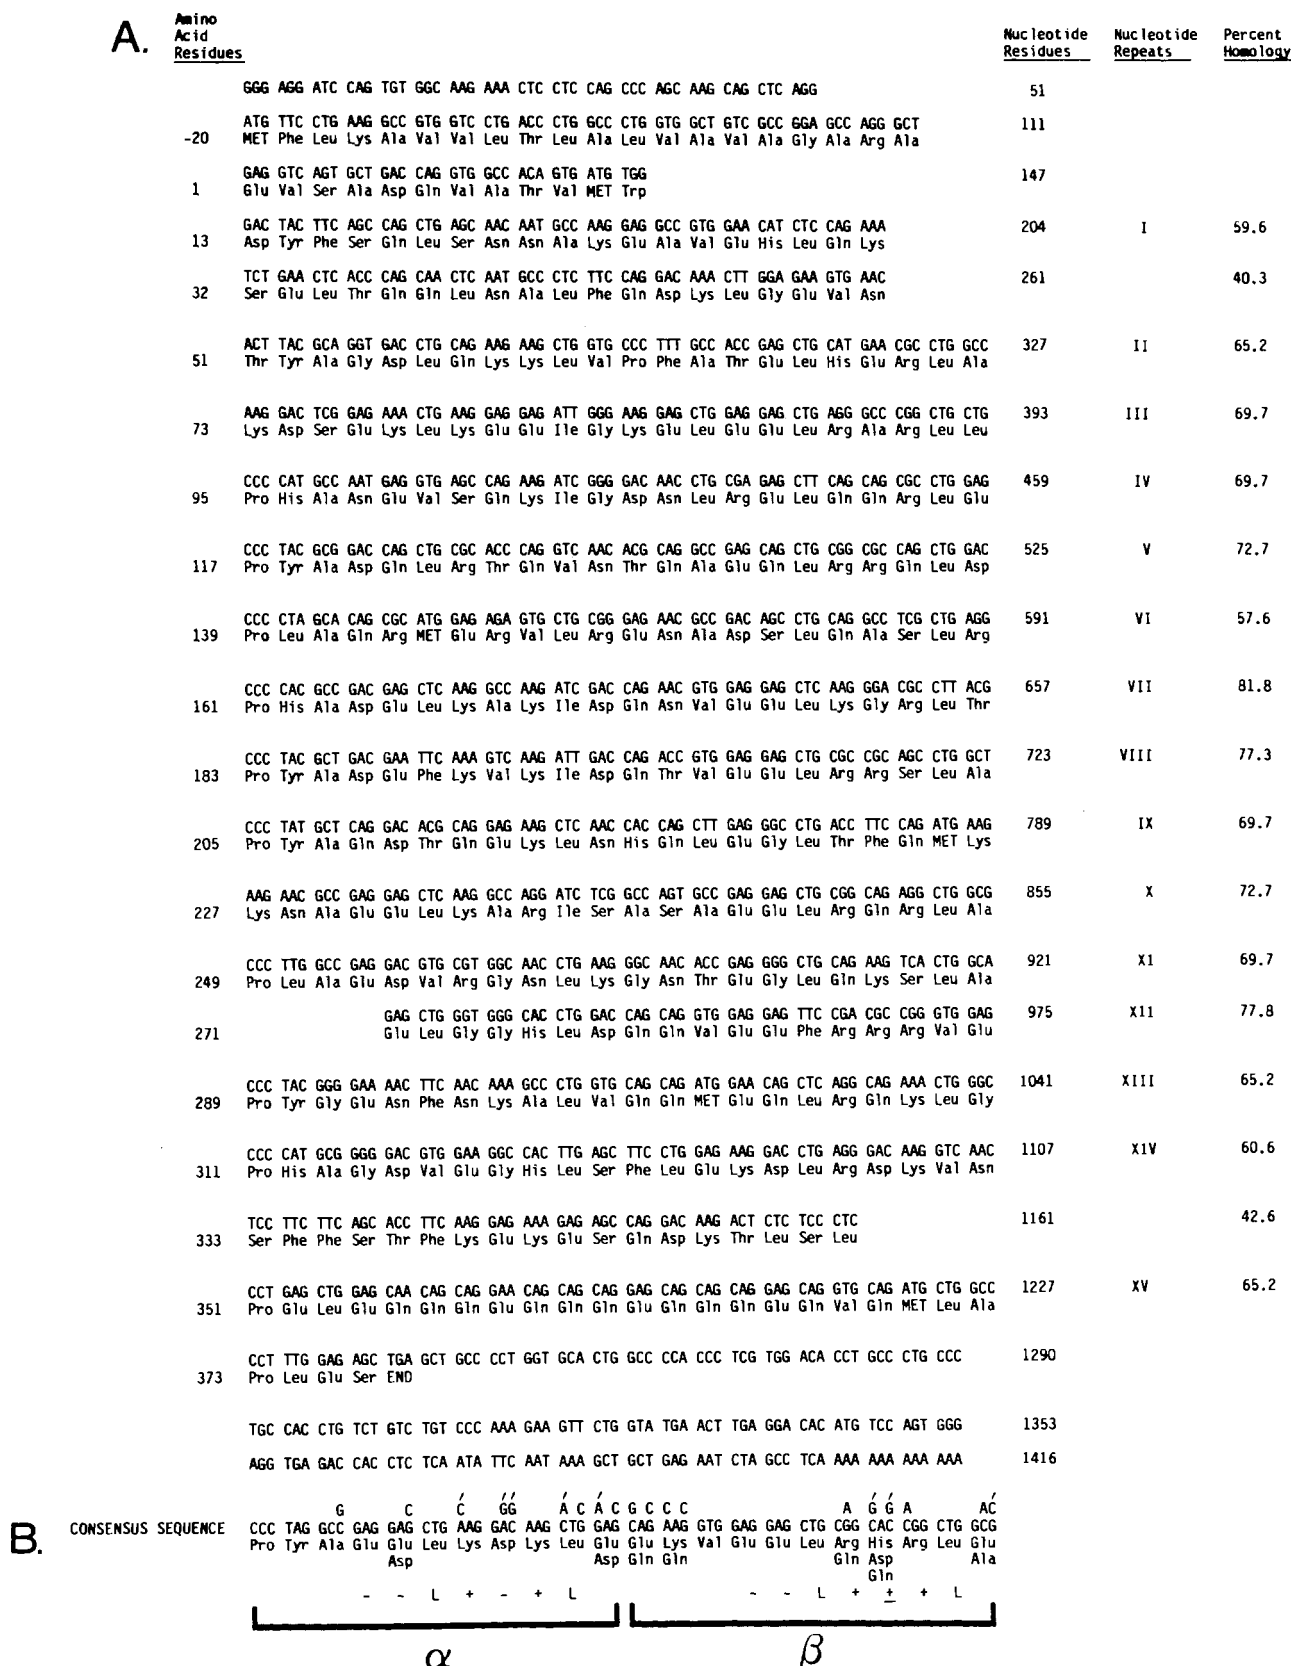 A.
Amino Acid Residues
Nucleotide Residues
Nucleotide Repeats
Percent Homology
GGG AGG ATC CAG TGT GGC AAG AAA CTC CTC CAG CCC AGC AAG CAG CTC AGG 51
ATG TTC CTG AAG GCC GTG GTC CTG ACC CTG GCC CTG GTG GCT GTC GCC GGA GCC AGG GCT 111
-20 MET Phe Leu Lys Ala Val Val Leu Thr Leu Ala Leu Val Ala Val Ala Gly Ala Arg Ala
GAG GTC AGT GCT GAC CAG GTG GCC ACA GTG ATG TGG 147
1 Glu Val Ser Ala Asp Gln Val Ala Thr Val MET Trp
GAC TAC TTC AGC CAG CTG AGC AAC AAT GCC AAG GAG GCC GTG GAA CAT CTC CAG AAA 204 I 59.6
13 Asp Tyr Phe Ser Gln Leu Ser Asn Asn Ala Lys Glu Ala Val Glu His Leu Gln Lys
TCT GAA CTC ACC CAG CAA CTC AAT GCC CTC TTC CAG GAC AAA CTT GGA GAA GTG AAC 261 40.3
32 Ser Glu Leu Thr Gln Gln Leu Asn Ala Leu Phe Gln Asp Lys Leu Gly Glu Val Asn
ACT TAC GCA GGT GAC CTG CAG AAG AAG CTG GTG CCC TTT GCC ACC GAG CTG CAT GAA CGC CTG GCC 327 II 65.2
51 Thr Tyr Ala Gly Asp Leu Gln Lys Lys Leu Val Pro Phe Ala Thr Glu Leu His Glu Arg Leu Ala
AAG GAC TCG GAG AAA CTG AAG GAG GAG ATT GGG AAG GAG CTG GAG GAG CTG AGG GCC CGG CTG CTG 393 III 69.7
73 Lys Asp Ser Glu Lys Leu Lys Glu Glu Ile Gly Lys Glu Leu Glu Glu Leu Arg Ala Arg Leu Leu
CCC CAT GCC AAT GAG GTG AGC CAG AAG ATC GGG GAC AAC CTG CGA GAG CTT CAG CAG CGC CTG GAG 459 IV 69.7
95 Pro His Ala Asn Glu Val Ser Gln Lys Ile Gly Asp Asn Leu Arg Glu Leu Gln Gln Arg Leu Glu
CCC TAC GCG GAC CAG CTG CGC ACC CAG GTC AAC ACG CAG GCC GAG CAG CTG CGG CGC CAG CTG GAC 525 V 72.7
117 Pro Tyr Ala Asp Gln Leu Arg Thr Gln Val Asn Thr Gln Ala Glu Gln Leu Arg Arg Gln Leu Asp
CCC CTA GCA CAG CGC ATG GAG AGA GTG CTG CGG GAG AAC GCC GAC AGC CTG CAG GCC TCG CTG AGG 591 VI 57.6
139 Pro Leu Ala Gln Arg MET Glu Arg Val Leu Arg Glu Asn Ala Asp Ser Leu Gln Ala Ser Leu Arg
CCC CAC GCC GAC GAG CTC AAG GCC AAG ATC GAC CAG AAC GTG GAG GAG CTC AAG GGA CGC CTT ACG 657 VII 81.8
161 Pro His Ala Asp Glu Leu Lys Ala Lys Ile Asp Gln Asn Val Glu Glu Leu Lys Gly Arg Leu Thr
CCC TAC GCT GAC GAA TTC AAA GTC AAG ATT GAC CAG ACC GTG GAG GAG CTG CGC CGC AGC CTG GCT 723 VIII 77.3
183 Pro Tyr Ala Asp Glu Phe Lys Val Lys Ile Asp Gln Thr Val Glu Glu Leu Arg Arg Ser Leu Ala
CCC TAT GCT CAG GAC ACG CAG GAG AAG CTC AAC CAC CAG CTT GAG GGC CTG ACC TTC CAG ATG AAG 789 IX 69.7
205 Pro Tyr Ala Gln Asp Thr Gln Glu Lys Leu Asn His Gln Leu Glu Gly Leu Thr Phe Gln MET Lys
AAG AAC GCC GAG GAG CTC AAG GCC AGG ATC TCG GCC AGT GCC GAG GAG CTG CGG CAG AGG CTG GCG 855 X 72.7
227 Lys Asn Ala Glu Glu Leu Lys Ala Arg Ile Ser Ala Ser Ala Glu Glu Leu Arg Gln Arg Leu Ala
CCC TTG GCC GAG GAC GTG CGT GGC AAC CTG AAG GGC AAC ACC GAG GGG CTG CAG AAG TCA CTG GCA 921 XI 69.7
249 Pro Leu Ala Glu Asp Val Arg Gly Asn Leu Lys Gly Asn Thr Glu Gly Leu Gln Lys Ser Leu Ala
GAG CTG GGT GGG CAC CTG GAC CAG CAG GTG GAG GAG TTC CGA CGC CGG GTG GAG 975 XII 77.8
271 Glu Leu Gly Gly His Leu Asp Gln Gln Val Glu Glu Phe Arg Arg Arg Val Glu
CCC TAC GGG GAA AAC TTC AAC AAA GCC CTG GTG CAG CAG ATG GAA CAG CTC AGG CAG AAA CTG GGC 1041 XIII 65.2
289 Pro Tyr Gly Glu Asn Phe Asn Lys Ala Leu Val Gln Gln MET Glu Gln Leu Arg Gln Lys Leu Gly
CCC CAT GCG GGG GAC GTG GAA GGC CAC TTG AGC TTC CTG GAG AAG GAC CTG AGG GAC AAG GTC AAC 1107 XIV 60.6
311 Pro His Ala Gly Asp Val Glu Gly His Leu Ser Phe Leu Glu Lys Asp Leu Arg Asp Lys Val Asn
TCC TTC TTC AGC ACC TTC AAG GAG AAA GAG AGC CAG GAC AAG ACT CTC TCC CTC 1161 42.6
333 Ser Phe Phe Ser Thr Phe Lys Glu Lys Glu Ser Gln Asp Lys Thr Leu Ser Leu
CCT GAG CTG GAG CAA CAG CAG GAA CAG CAG CAG GAG CAG CAG CAG GAG CAG GTG CAG ATG CTG GCC 1227 XV 65.2
351 Pro Glu Leu Glu Gln Gln Gln Glu Gln Gln Gln Glu Gln Gln Gln Glu Gln Val Gln MET Leu Ala
CCT TTG GAG AGC TGA GCT GCC CCT GGT GCA CTG GCC CCA CCC TCG TGG ACA CCT GCC CTG CCC 1290
373 Pro Leu Glu Ser END
TGC CAC CTG TCT GTC TGT CCC AAA GAA GTT CTG GTA TGA ACT TGA GGA CAC ATG TCC AGT GGG 1353
AGG TGA GAC CAC CTC TCA ATA TTC AAT AAA GCT GCT GAG AAT CTA GCC TCA AAA AAA AAA AAA 1416
B.
G C C GG A C A C G C C C A G G A AC
CONSENSUS SEQUENCE CCC TAG GCC GAG GAG CTG AAG GAC AAG CTG GAG CAG AAG GTG GAG GAG CTG CGG CAC CGG CTG GCG
Pro Tyr Ala Glu Glu Leu Lys Asp Lys Leu Glu Glu Lys Val Glu Glu Leu Arg His Arg Leu Glu
Asp Asp Gln Gln Gln Asp Ala
Gln
- - L + - + L - - L + ± + L
α β